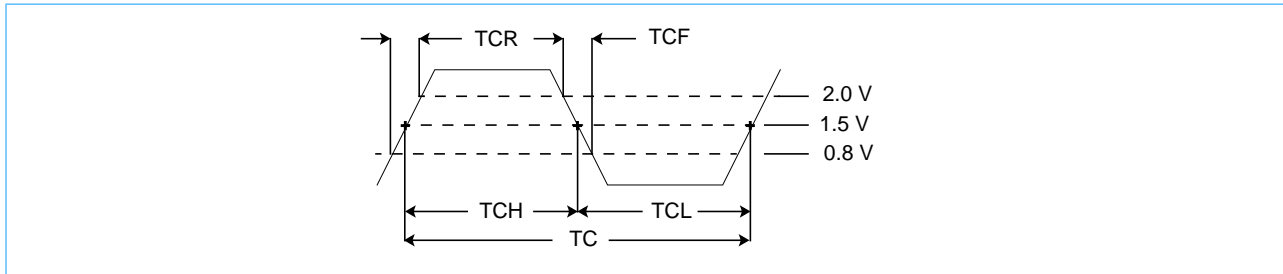 TCR
TCF
2.0 V
1.5 V
0.8 V
TCH
TCL
TC